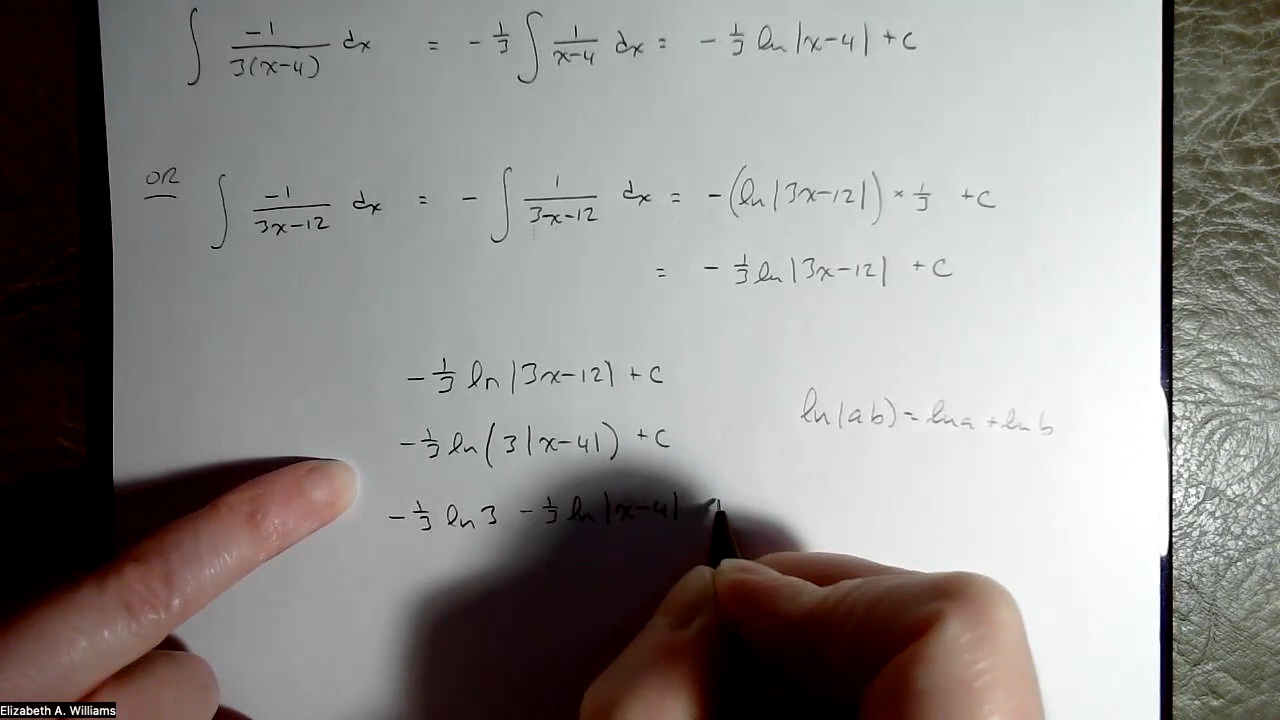 ∫ -1/(3(x-4)) dx = -1/3 ∫ 1/(x-4) dx = -1/3 ln|x-4| + C
OR ∫ -1/(3x-12) dx = - ∫ 1/(3x-12) dx = -(ln|3x-12|) × 1/3 + C
= -1/3 ln|3x-12| + C
-1/3 ln|3x-12| + C
ln(ab) = ln a + ln b
-1/3 ln(3|x-4|) + C
-1/3 ln 3 - 1/3 ln|x-4|
Elizabeth A. Williams